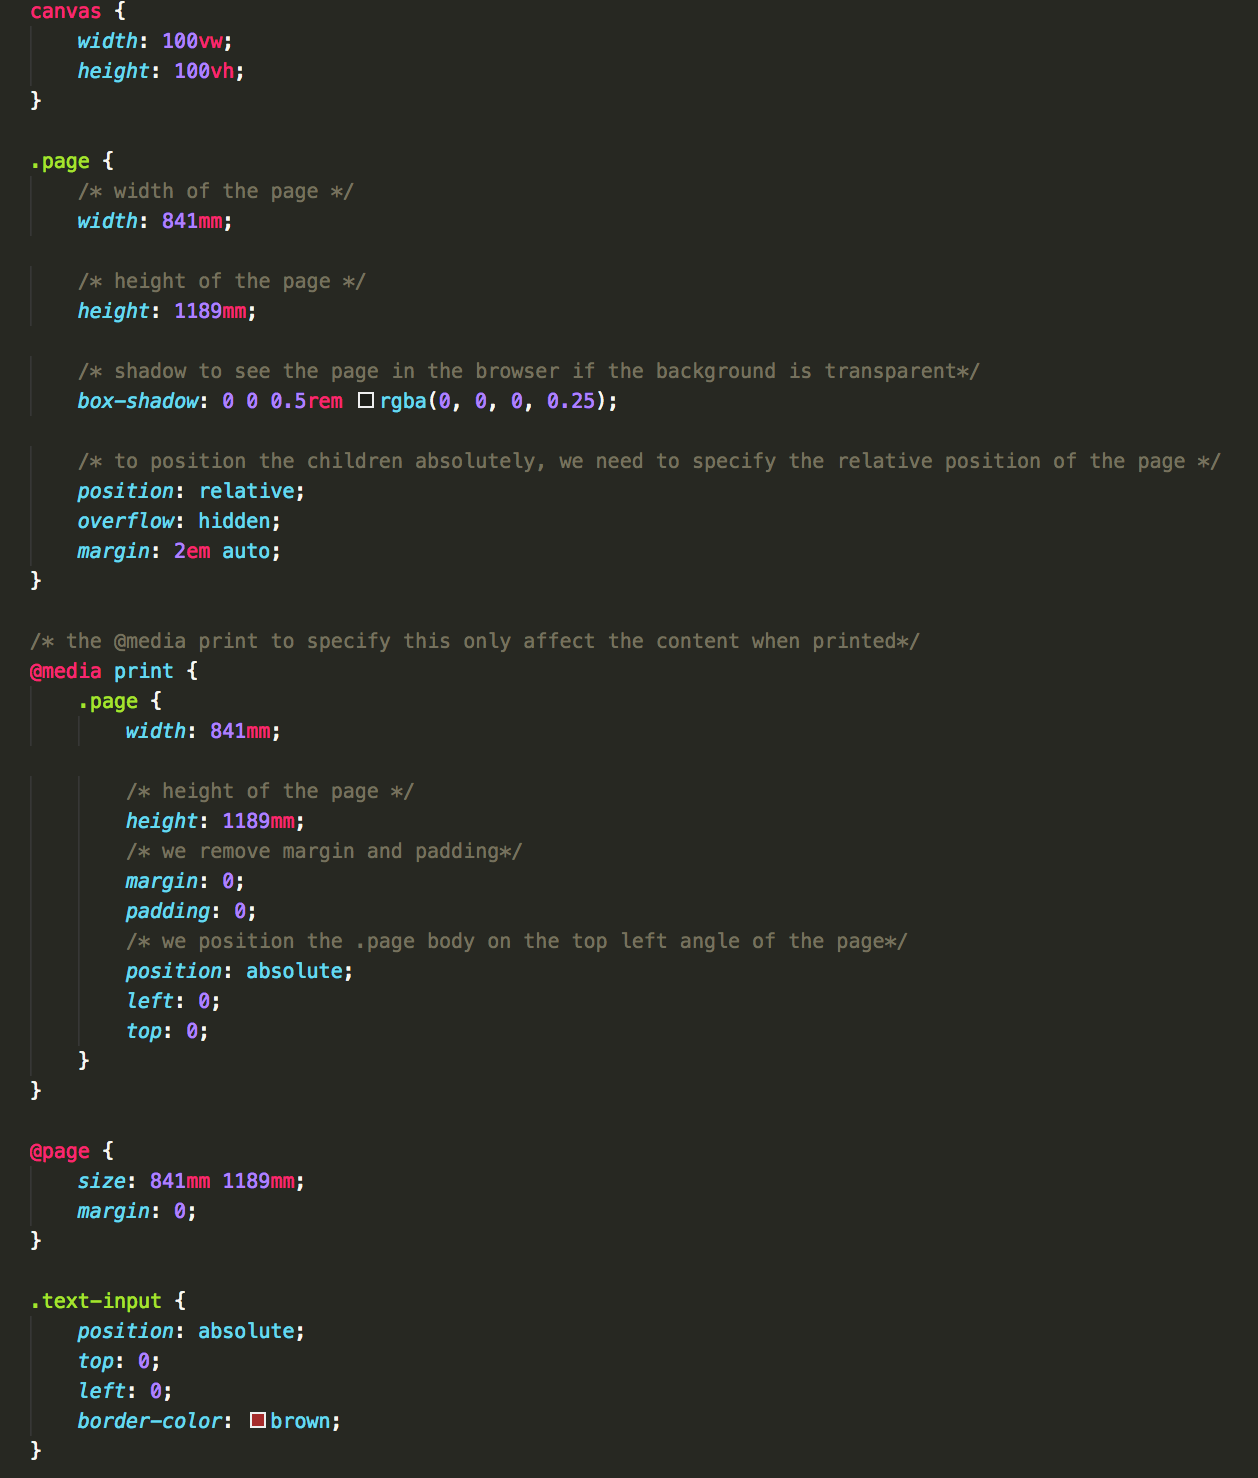 canvas {
    width: 100vw;
    height: 100vh;
}

.page {
    /* width of the page */
    width: 841mm;

    /* height of the page */
    height: 1189mm;

    /* shadow to see the page in the browser if the background is transparent*/
    box-shadow: 0 0 0.5rem rgba(0, 0, 0, 0.25);

    /* to position the children absolutely, we need to specify the relative position of the page */
    position: relative;
    overflow: hidden;
    margin: 2em auto;
}

/* the @media print to specify this only affect the content when printed*/
@media print {
    .page {
        width: 841mm;

        /* height of the page */
        height: 1189mm;
        /* we remove margin and padding*/
        margin: 0;
        padding: 0;
        /* we position the .page body on the top left angle of the page*/
        position: absolute;
        left: 0;
        top: 0;
    }
}

@page {
    size: 841mm 1189mm;
    margin: 0;
}

.text-input {
    position: absolute;
    top: 0;
    left: 0;
    border-color: brown;
}